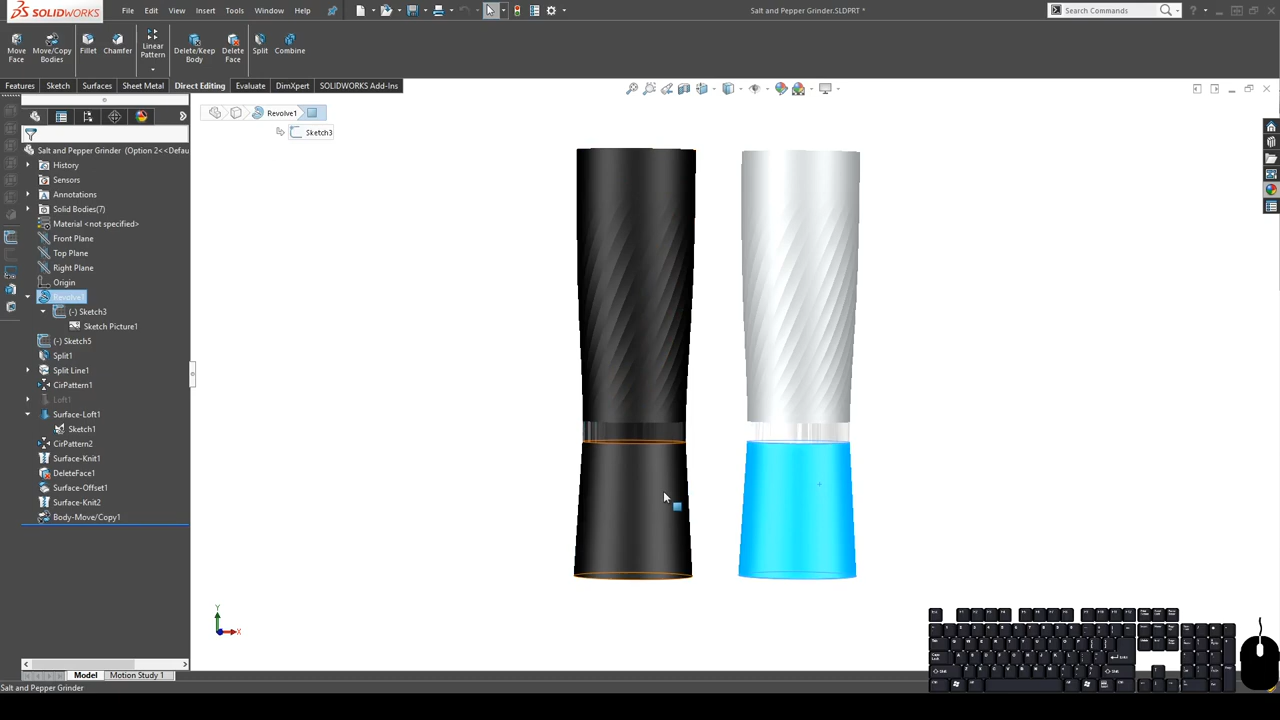 SOLIDWORKS
File Edit View Insert Tools Window Help
Salt and Pepper Grinder.SLDPRT *
Search Commands
Move Face
Move/Copy Bodies
Fillet
Chamfer
Linear Pattern
Delete/Keep Body
Delete Face
Split
Combine
Features Sketch Surfaces Sheet Metal Direct Editing Evaluate DimXpert SOLIDWORKS Add-Ins
Revolve1
Sketch3
Salt and Pepper Grinder (Option 2<<Defau
History
Sensors
Annotations
Solid Bodies(7)
Material <not specified>
Front Plane
Top Plane
Right Plane
Origin
Revolve1
(-) Sketch3
Sketch Picture1
(-) Sketch5
Split1
Split Line1
CirPattern1
Loft1
Surface-Loft1
Sketch1
CirPattern2
Surface-Knit1
DeleteFace1
Surface-Offset1
Surface-Knit2
Body-Move/Copy1
Y
X
Model Motion Study 1
Salt and Pepper Grinder